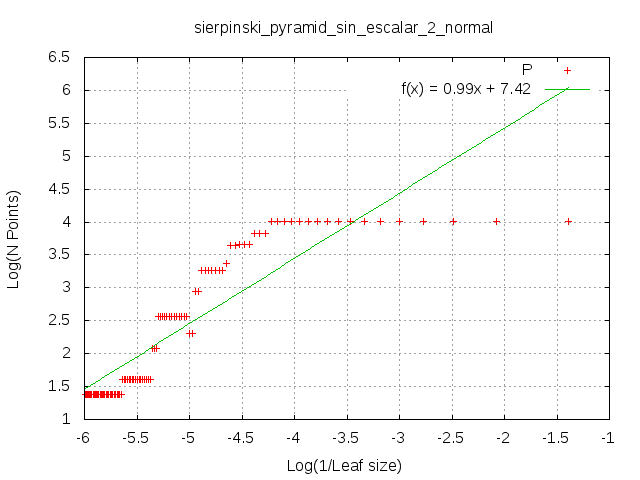 sierpinski_pyramid_sin_escalar_2_normal
P
f(x) = 0.99x + 7.42
6.5
6
5.5
5
4.5
4
3.5
3
2.5
2
1.5
1
Log(N Points)
-6 -5.5 -5 -4.5 -4 -3.5 -3 -2.5 -2 -1.5 -1
Log(1/Leaf size)